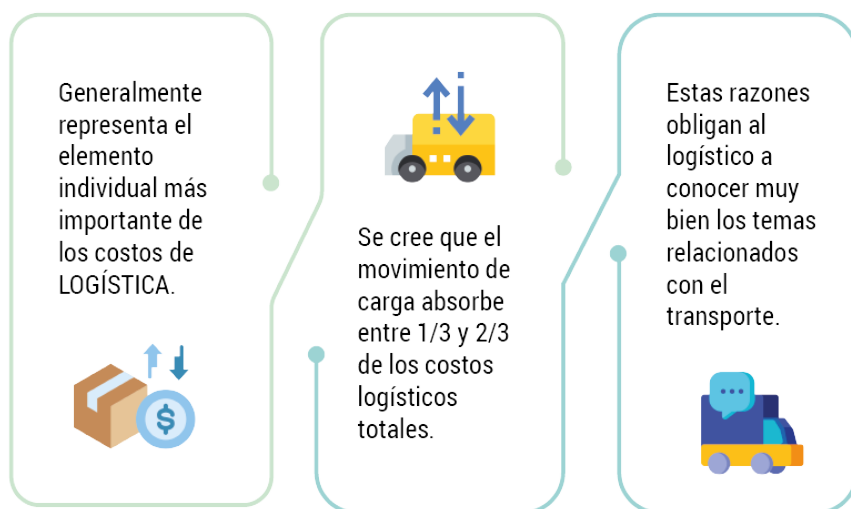 Generalmente
representa el
elemento
individual más
importante de
los costos de
LOGÍSTICA.
Se cree que el
movimiento de
carga absorbe
entre 1/3 y 2/3
de los costos
logísticos
totales.
Estas razones
obligan al
logístico a
conocer muy
bien los temas
relacionados
con el
transporte.